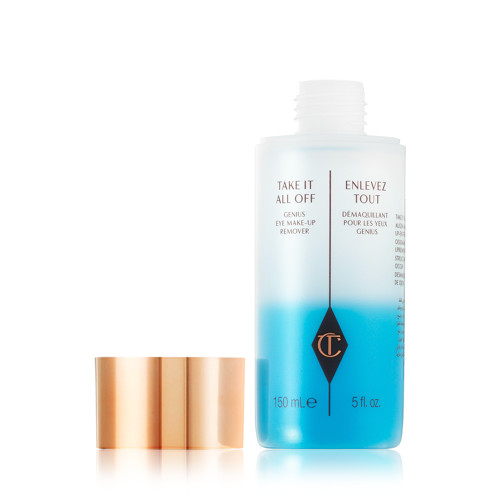 TAKE IT
ALL OFF
GENIUS
EYE MAKE-UP
REMOVER
ENLEVEZ
TOUT
DÉMAQUILLANT
POUR LES YEUX
GENIUS
CT
150 mL e
5 fl. oz.